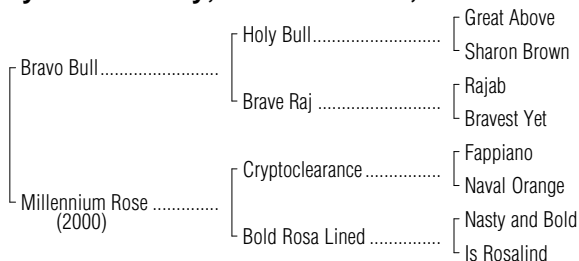 Great Above
Holy Bull
Sharon Brown
Bravo Bull
Rajab
Brave Raj
Bravest Yet
Fappiano
Cryptoclearance
Naval Orange
Millennium Rose
(2000)
Nasty and Bold
Bold Rosa Lined
Is Rosalind